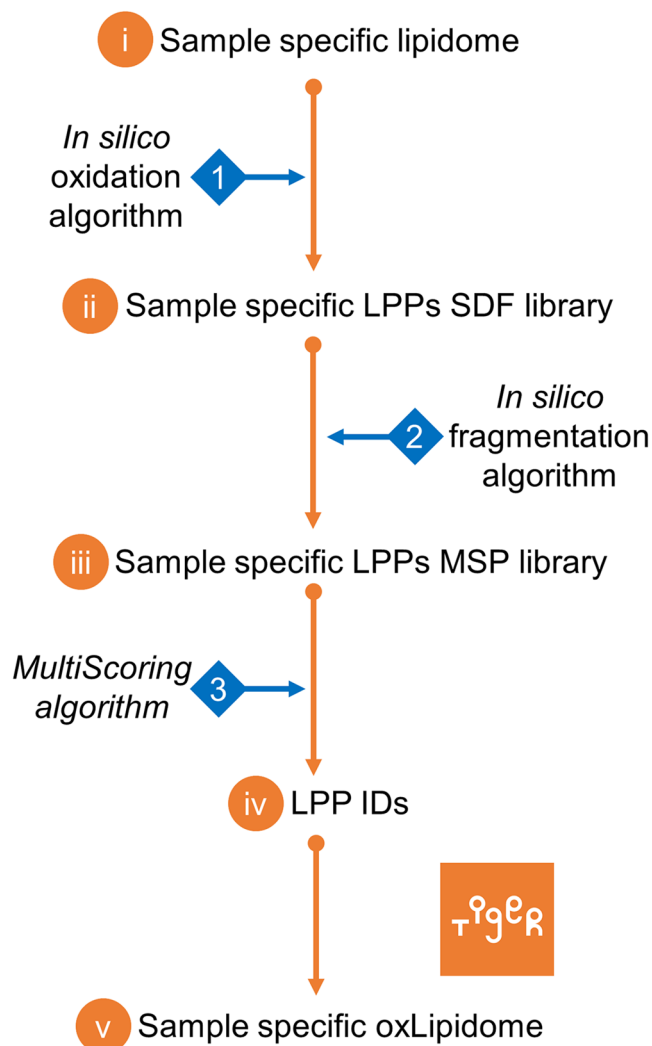 i Sample specific lipidome
In silico
oxidation
algorithm
1
ii Sample specific LPPs SDF library
2
In silico
fragmentation
algorithm
iii Sample specific LPPs MSP library
MultiScoring
algorithm
3
iv LPP IDs
TigeR
v Sample specific oxLipidome